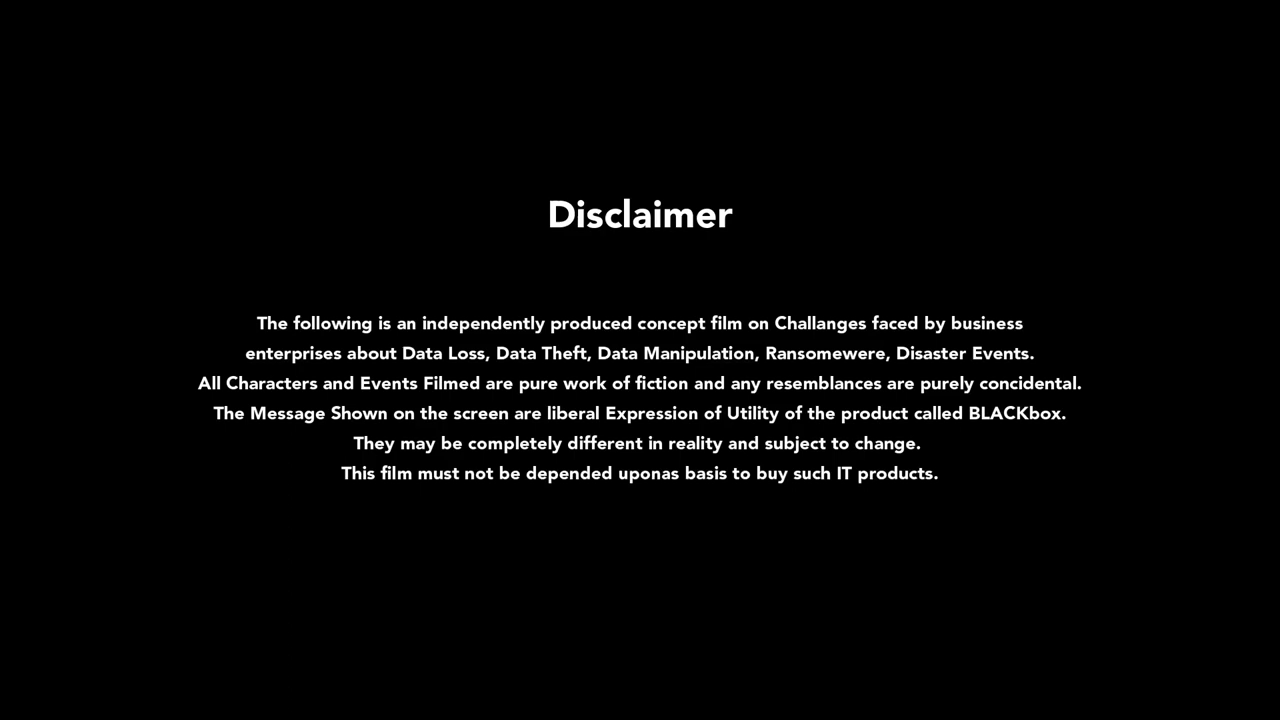 Disclaimer
The following is an independently produced concept film on Challanges faced by business
enterprises about Data Loss, Data Theft, Data Manipulation, Ransomewere, Disaster Events.
All Characters and Events Filmed are pure work of fiction and any resemblances are purely concidental.
The Message Shown on the screen are liberal Expression of Utility of the product called BLACKbox.
They may be completely different in reality and subject to change.
This film must not be depended uponas basis to buy such IT products.